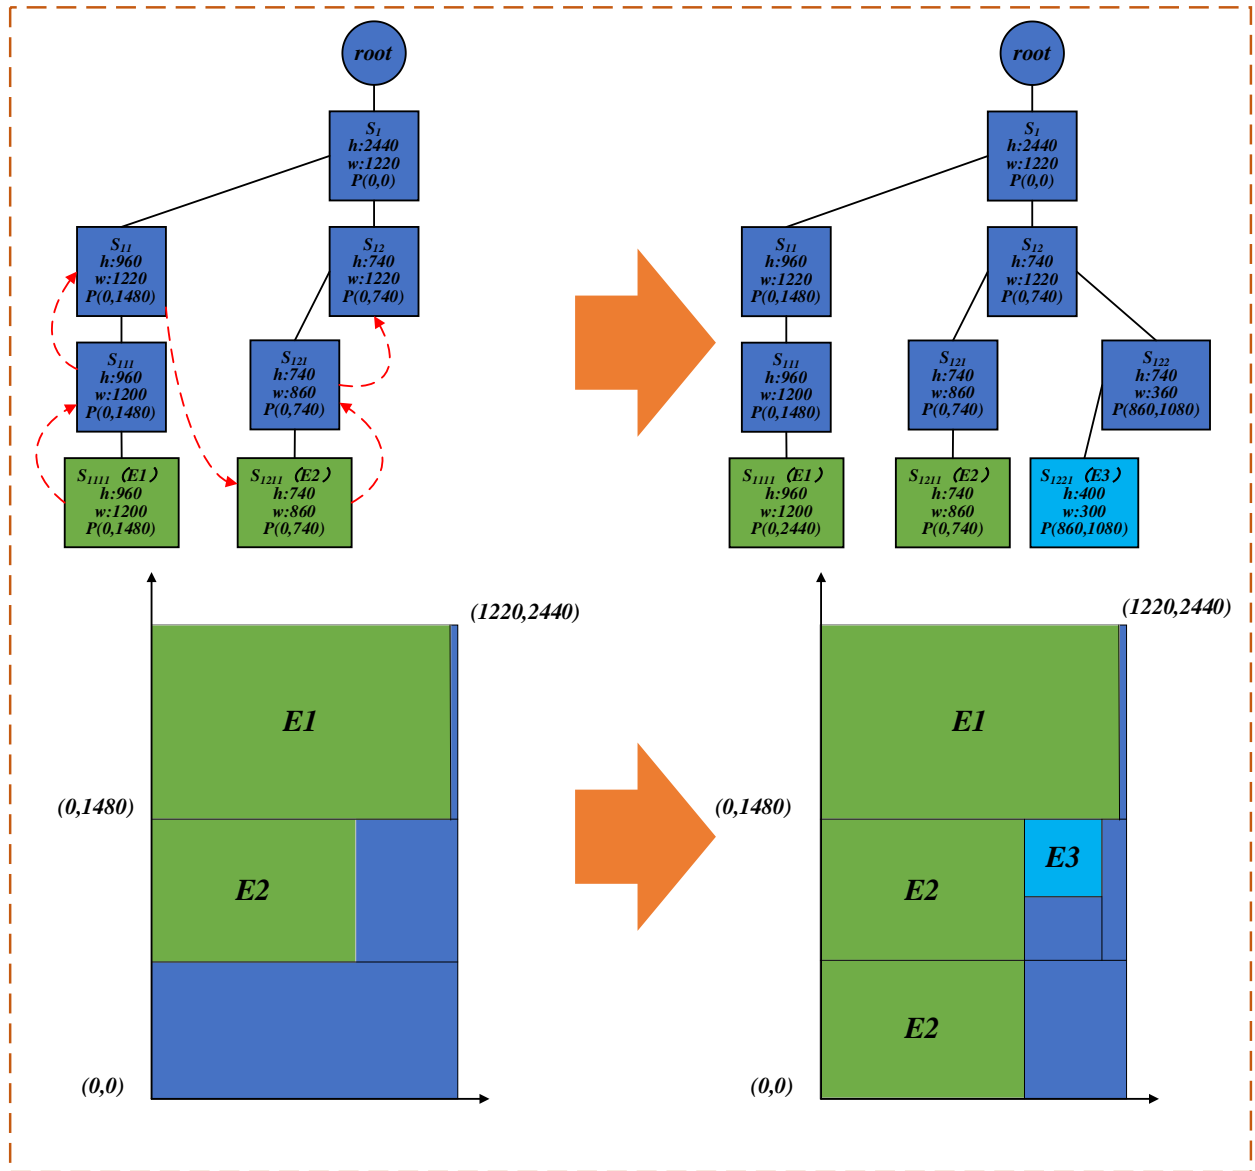 root
S1
h:2440
w:1220
P(0,0)
S11
h:960
w:1220
P(0,1480)
S12
h:740
w:1220
P(0,740)
S111
h:960
w:1200
P(0,1480)
S121
h:740
w:860
P(0,740)
S1111（E1）
h:960
w:1200
P(0,1480)
S1211（E2）
h:740
w:860
P(0,740)
root
S1
h:2440
w:1220
P(0,0)
S11
h:960
w:1220
P(0,1480)
S12
h:740
w:1220
P(0,740)
S111
h:960
w:1200
P(0,1480)
S121
h:740
w:860
P(0,740)
S122
h:740
w:360
P(860,1080)
S1111（E1）
h:960
w:1200
P(0,2440)
S1211（E2）
h:740
w:860
P(0,740)
S1221（E3）
h:400
w:300
P(860,1080)
(1220,2440)
E1
(0,1480)
E2
(0,0)
(1220,2440)
E1
(0,1480)
E3
E2
E2
(0,0)